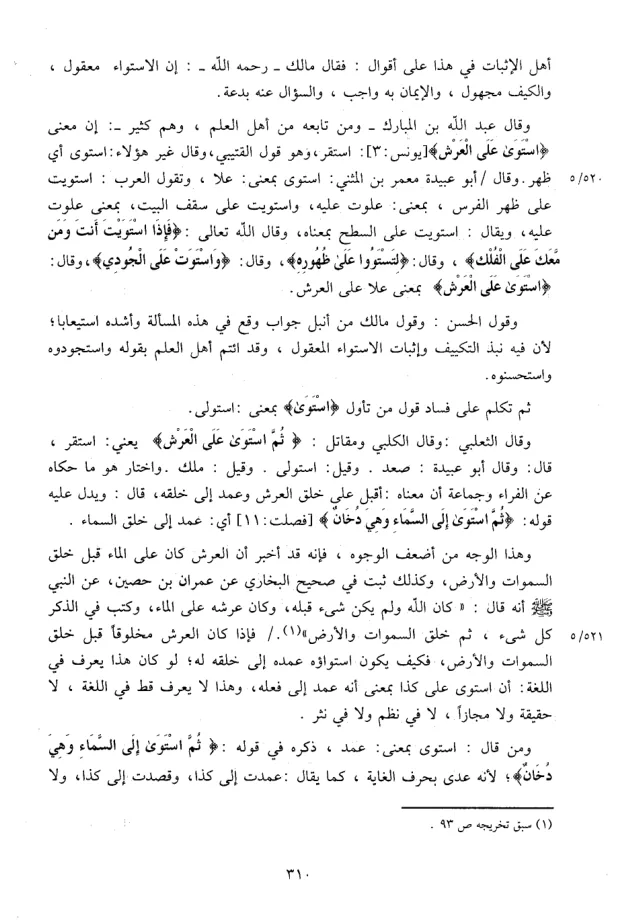 أهل الإثبات في هذا على أقوال : فقال مالك ـ رحمه الله ـ : إن الاستواء معقول ،
والكيف مجهول ، والإيمان به واجب ، والسؤال عنه بدعة.
وقال عبد الله بن المبارك ـ ومن تابعه من أهل العلم ، وهم كثير ـ: إن معنى
﴿اسْتَوَىٰ عَلَى الْعَرْشِ﴾[يونس:٣]: استقر،وهو قول القتيبي،وقال غير هؤلاء:استوى أي
٥/٥٢٠ ظهر.وقال /أبو عبيدة معمر بن المثني: استوى بمعنى: علا ، وتقول العرب : استويت
على ظهر الفرس ، بمعنى: علوت عليه، واستويت على سقف البيت، بمعنى علوت
عليه، ويقال : استويت على السطح بمعناه، وقال الله تعالى :﴿فَإِذَا اسْتَوَيْتَ أَنتَ وَمَن
مَّعَكَ عَلَى الْفُلْكِ﴾ ، وقال:﴿لِتَسْتَوُوا عَلَىٰ ظُهُورِهِ﴾، وقال: ﴿وَاسْتَوَتْ عَلَى الْجُودِيِّ﴾،وقال:
﴿اسْتَوَىٰ عَلَى الْعَرْشِ﴾ بمعنى علا على العرش.
وقول الحسن : وقول مالك من أنبل جواب وقع في هذه المسألة وأشده استيعابا؛
لأن فيه نبذ التكييف وإثبات الاستواء المعقول ، وقد ائتم أهل العلم بقوله واستجودوه
واستحسنوه.
ثم تكلم على فساد قول من تأول ﴿اسْتَوَىٰ﴾ بمعنى :استولى.
وقال الثعلبي :وقال الكلبي ومقاتل : ﴿ ثُمَّ اسْتَوَىٰ عَلَى الْعَرْشِ﴾ يعني: استقر ،
قال: وقال أبو عبيدة : صعد . وقيل: استولى . وقيل : ملك .واختار هو ما حكاه
عن الفراء وجماعة أن معناه :أقبل على خلق العرش وعمد إلى خلقه، قال : ويدل عليه
قوله: ﴿ثُمَّ اسْتَوَىٰ إِلَى السَّمَاءِ وَهِيَ دُخَانٌ ﴾ [فصلت:١١] أي: عمد إلى خلق السماء .
وهذا الوجه من أضعف الوجوه ، فإنه قد أخبر أن العرش كان على الماء قبل خلق
السموات والأرض، وكذلك ثبت في صحيح البخاري عن عمران بن حصين، عن النبي
ﷺ أنه قال : « كان الله ولم يكن شىء قبله، وكان عرشه على الماء، وكتب في الذكر
٥/٥٢١ كل شىء ، ثم خلق السموات والأرض»(١)./ فإذا كان العرش مخلوقاً قبل خلق
السموات والأرض، فكيف يكون استواؤه عمده إلى خلقه له؛ لو كان هذا يعرف في
اللغة: أن استوى على كذا بمعنى أنه عمد إلى فعله، وهذا لا يعرف قط في اللغة ، لا
حقيقة ولا مجازاً ، لا في نظم ولا في نثر .
ومن قال : استوى بمعنى: عمد ، ذكره في قوله :﴿ ثُمَّ اسْتَوَىٰ إِلَى السَّمَاءِ وَهِيَ
دُخَانٌ﴾؛ لأنه عدى بحرف الغاية ، كما يقال :عمدت إلى كذا، وقصدت إلى كذا، ولا
(١) سبق تخريجه ص ٩٣ .
٣١٠